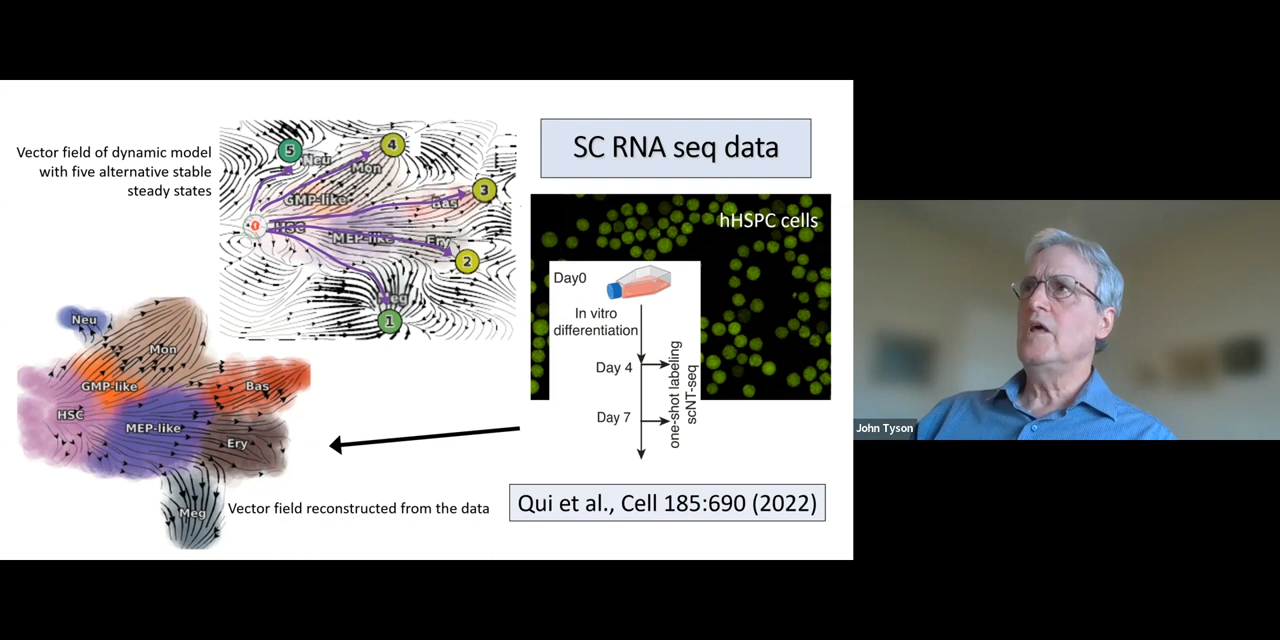 Vector field of dynamic model
with five alternative stable
steady states
5
Neu
4
Mon
GMP-like
3
Bas
0
HSC
MEP-like
Ery
2
Meg
1
SC RNA seq data
hHSPC cells
Day0
In vitro
differentiation
Day 4
Day 7
one-shot labeling
scNT-seq
Neu
Mon
GMP-like
Bas
HSC
MEP-like
Ery
Meg
Vector field reconstructed from the data
Qui et al., Cell 185:690 (2022)
John Tyson